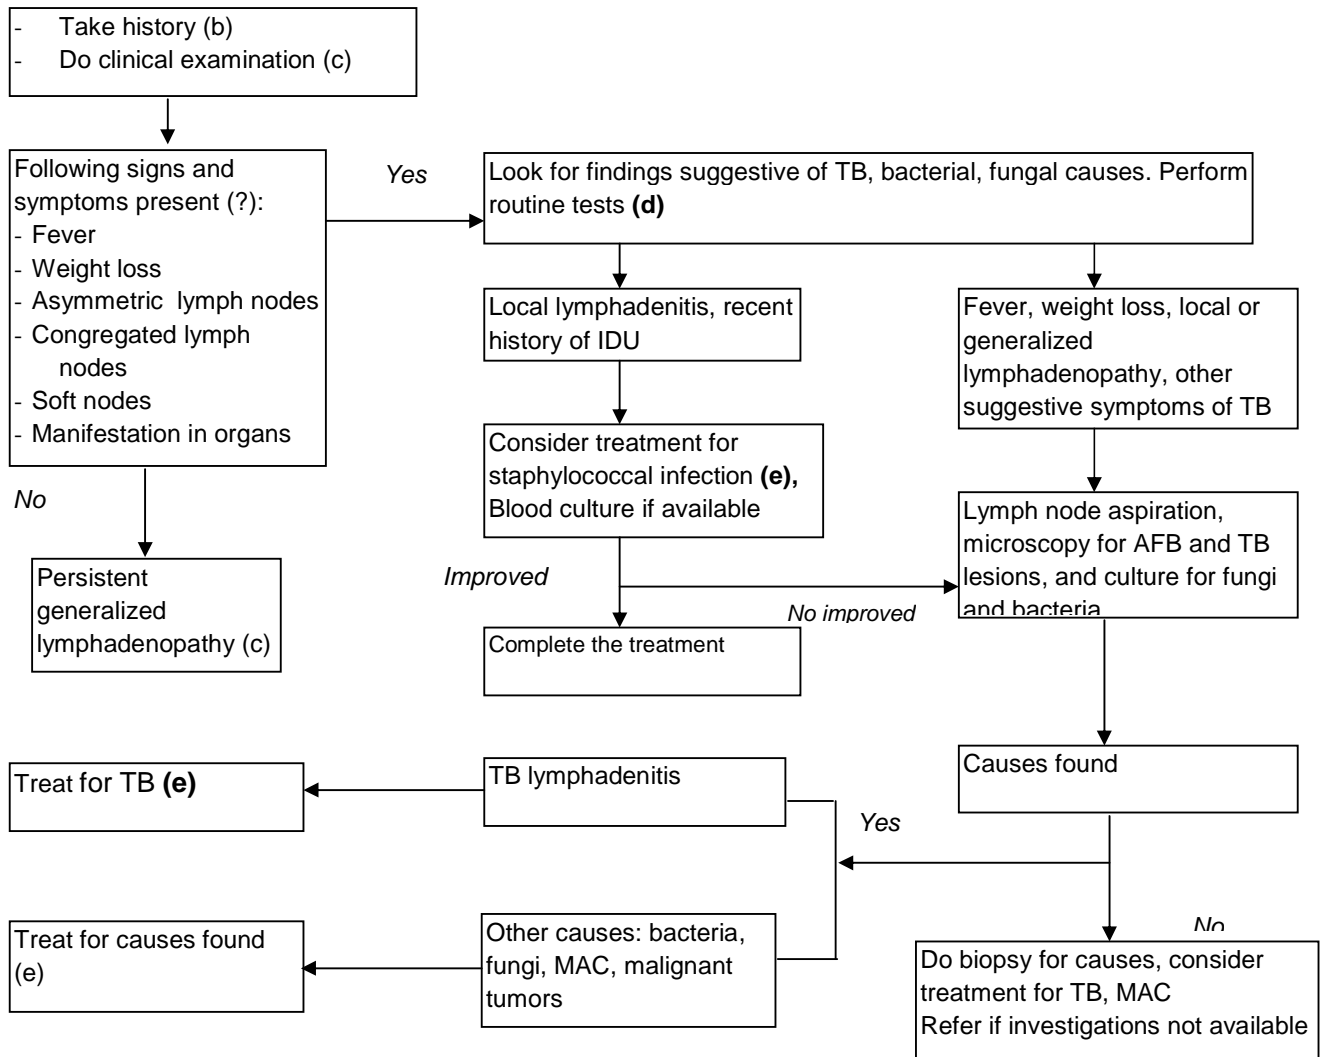 - Take history (b)
- Do clinical examination (c)
Following signs and
symptoms present (?):
- Fever
- Weight loss
- Asymmetric lymph nodes
- Congregated lymph
nodes
- Soft nodes
- Manifestation in organs
Yes
Look for findings suggestive of TB, bacterial, fungal causes. Perform
routine tests (d)
Local lymphadenitis, recent
history of IDU
Fever, weight loss, local or
generalized
lymphadenopathy, other
suggestive symptoms of TB
Consider treatment for
staphylococcal infection (e),
Blood culture if available
No
Persistent
generalized
lymphadenopathy (c)
Improved
No improved
Lymph node aspiration,
microscopy for AFB and TB
lesions, and culture for fungi
and bacteria
Complete the treatment
Causes found
Treat for TB (e)
TB lymphadenitis
Yes
Treat for causes found
(e)
Other causes: bacteria,
fungi, MAC, malignant
tumors
No
Do biopsy for causes, consider
treatment for TB, MAC
Refer if investigations not available